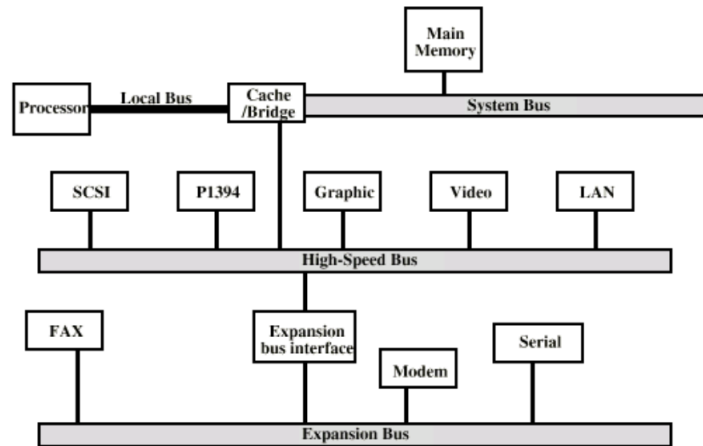 Main
Memory
Processor
Local Bus
Cache
/Bridge
System Bus
SCSI
P1394
Graphic
Video
LAN
High-Speed Bus
FAX
Expansion
bus interface
Modem
Serial
Expansion Bus